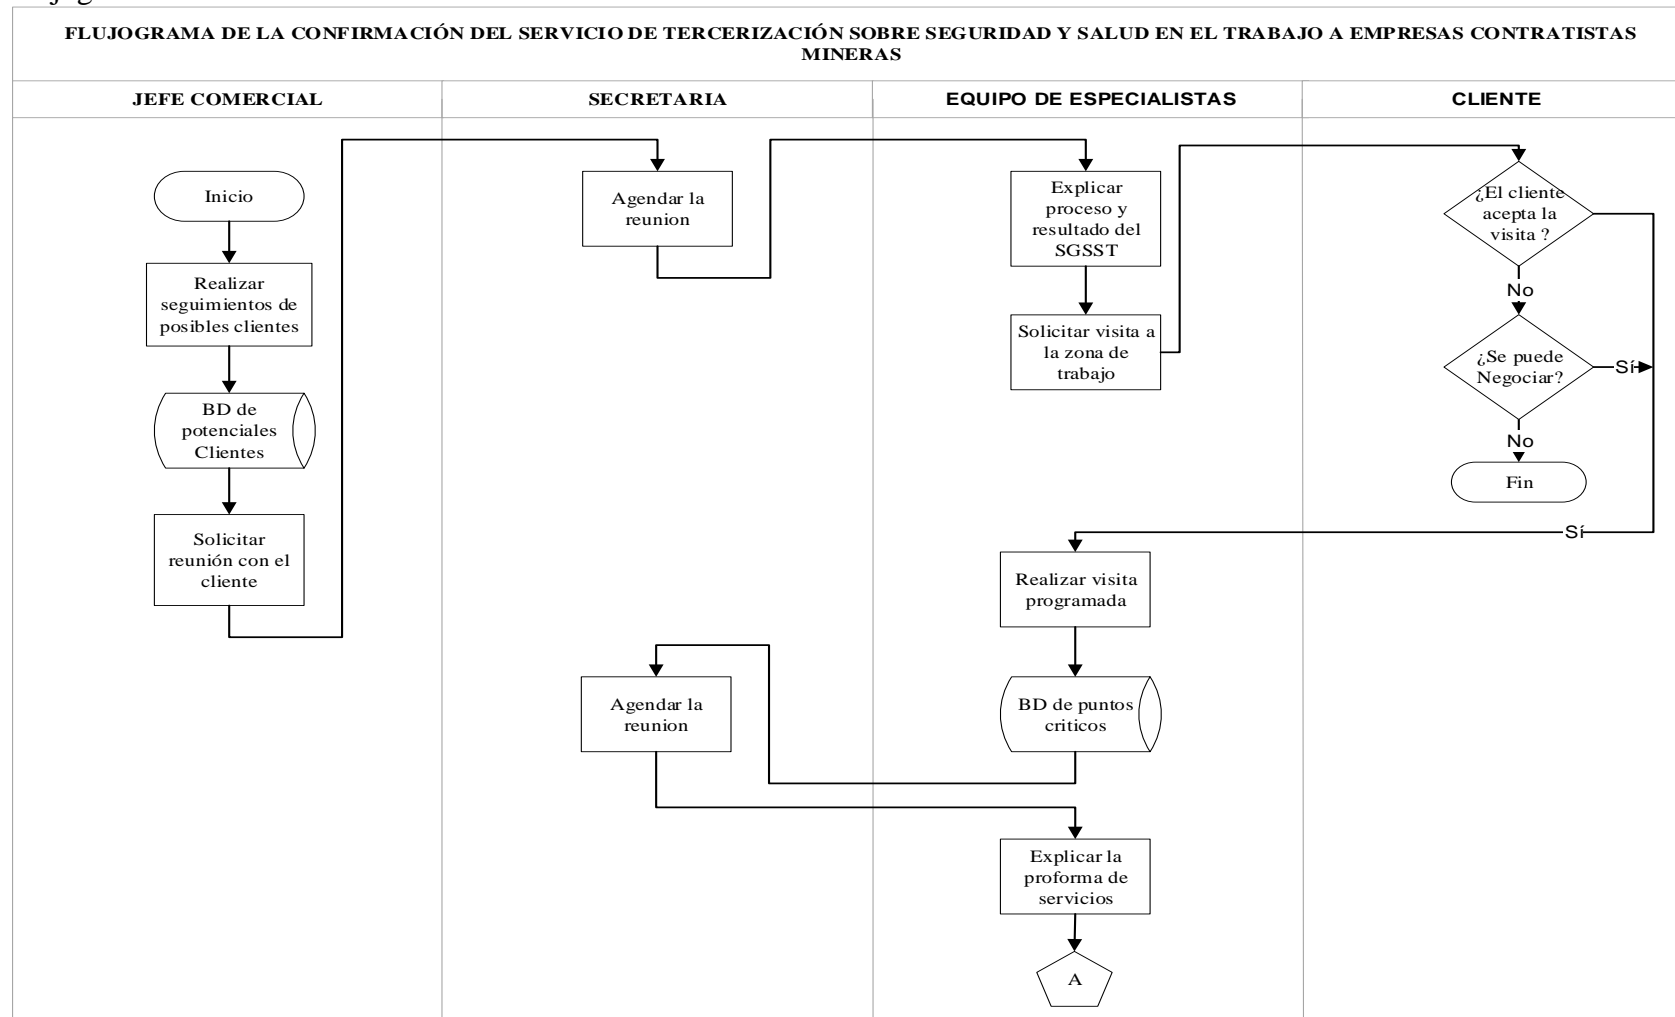 FLUJOGRAMA DE LA CONFIRMACIÓN DEL SERVICIO DE TERCERIZACIÓN SOBRE SEGURIDAD Y SALUD EN EL TRABAJO A EMPRESAS CONTRATISTAS
MINERAS
JEFE COMERCIAL
SECRETARIA
EQUIPO DE ESPECIALISTAS
CLIENTE
Inicio
Realizar
seguimientos de
posibles clientes
BD de
potenciales
Clientes
Solicitar
reunión con el
cliente
Agendar la
reunion
Explicar
proceso y
resultado del
SGSST
Solicitar visita a
la zona de
trabajo
¿El cliente
acepta la
visita ?
No
¿Se puede
Negociar?
Sí
No
Fin
Sí
Realizar visita
programada
BD de puntos
criticos
Agendar la
reunion
Explicar la
proforma de
servicios
A